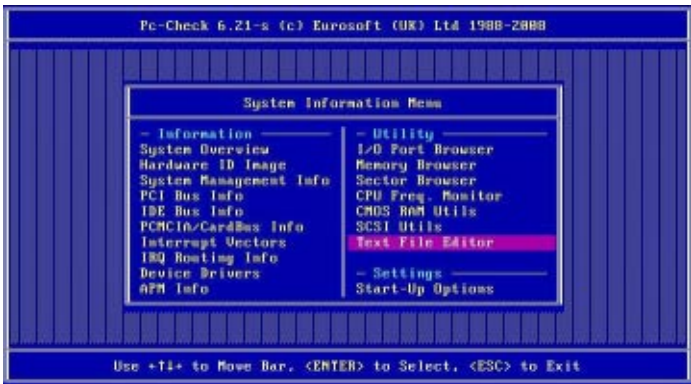 Pc-Check 6.21-s (c) Eurosoft (UK) Ltd 1988-2008
System Information Menu
- Information
System Overview
Hardware ID Image
System Management Info
PCI Bus Info
IDE Bus Info
PCMCIA/CardBus Info
Interrupt Vectors
IRQ Routing Info
Device Drivers
APM Info
- Utility
I/O Port Browser
Memory Browser
Sector Browser
CPU Freq. Monitor
CMOS RAM Utils
SCSI Utils
Text File Editor
- Settings
Start-Up Options
Use ←↑↓→ to Move Bar, <ENTER> to Select, <ESC> to Exit